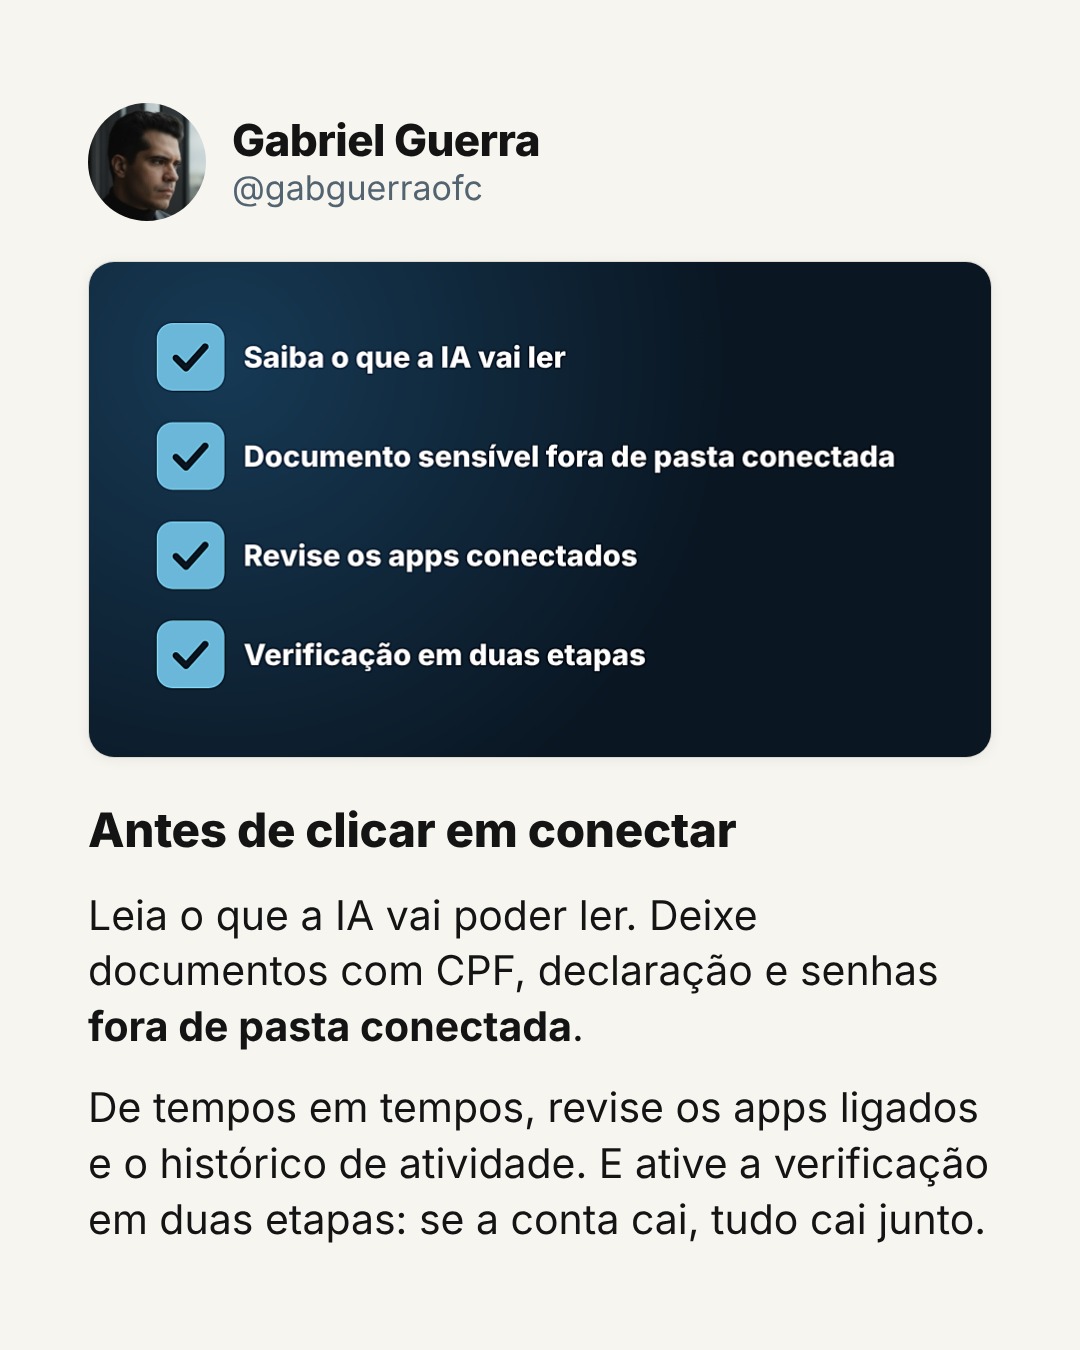 Gabriel Guerra
@gabguerraofc
Saiba o que a IA vai ler
Documento sensível fora de pasta conectada
Revise os apps conectados
Verificação em duas etapas
Antes de clicar em conectar
Leia o que a IA vai poder ler. Deixe
documentos com CPF, declaração e senhas
fora de pasta conectada.
De tempos em tempos, revise os apps ligados
e o histórico de atividade. E ative a verificação
em duas etapas: se a conta cai, tudo cai junto.